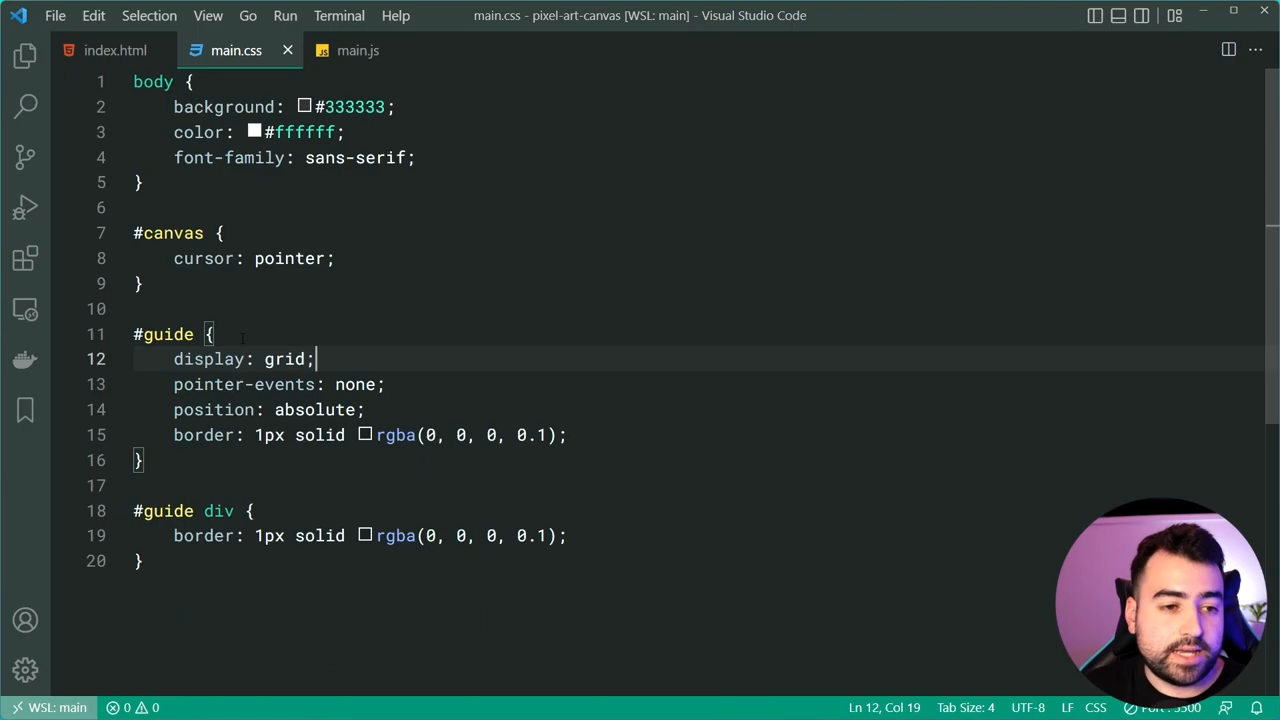 File Edit Selection View Go Run Terminal Help main.css - pixel-art-canvas [WSL: main] - Visual Studio Code
index.html main.css JS main.js
1 body {
2 background: #333333;
3 color: #ffffff;
4 font-family: sans-serif;
5 }
6
7 #canvas {
8 cursor: pointer;
9 }
10
11 #guide {
12 display: grid;
13 pointer-events: none;
14 position: absolute;
15 border: 1px solid rgba(0, 0, 0, 0.1);
16 }
17
18 #guide div {
19 border: 1px solid rgba(0, 0, 0, 0.1);
20 }
WSL: main 0 0 Ln 12, Col 19 Tab Size: 4 UTF-8 LF CSS